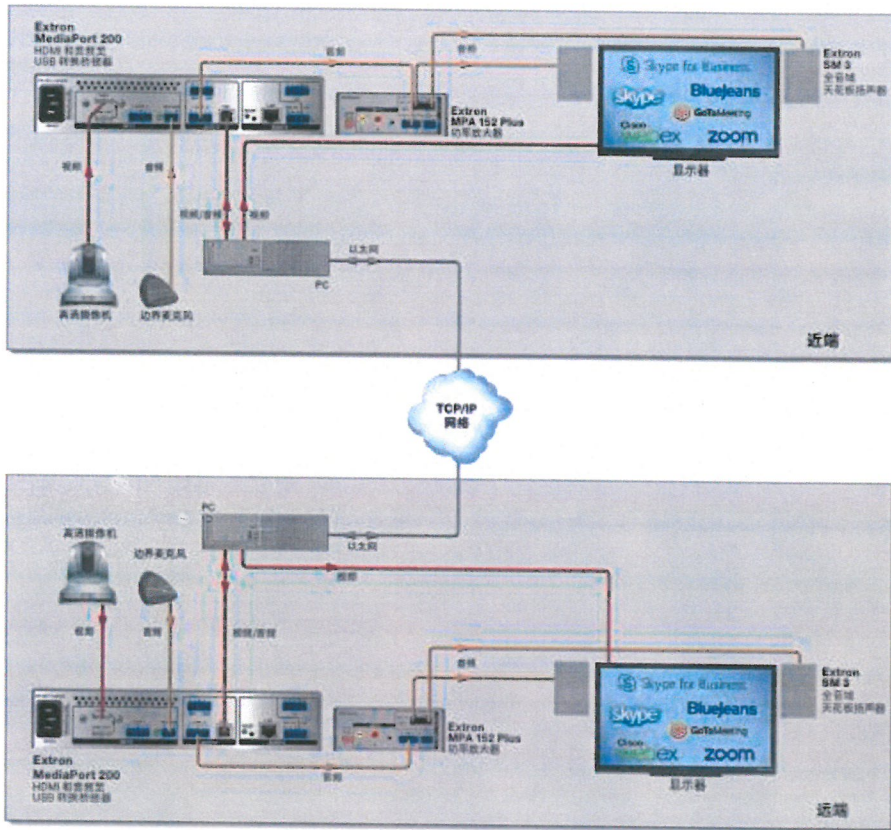 Extron
MediaPort 200
HDMI 和音频至
USB 转换桥接器
音频
音频
Extron
SM 3
全音域
天花板扬声器
Extron
MPA 152 Plus
功率放大器
Skype for Business
skype
BlueJeans
GoToMeeting
Cisco
webex
zoom
显示器
视频
音频
视频/音频
视频
以太网
PC
高清摄像机
边界麦克风
近端
TCP/IP
网络
PC
高清摄像机
边界麦克风
以太网
视频
视频
音频
视频/音频
音频
Extron
SM 3
全音域
天花板扬声器
Skype for Business
skype
BlueJeans
GoToMeeting
Cisco
webex
zoom
Extron
MPA 152 Plus
功率放大器
音频
显示器
Extron
MediaPort 200
HDMI 和音频至
USB 转换桥接器
远端